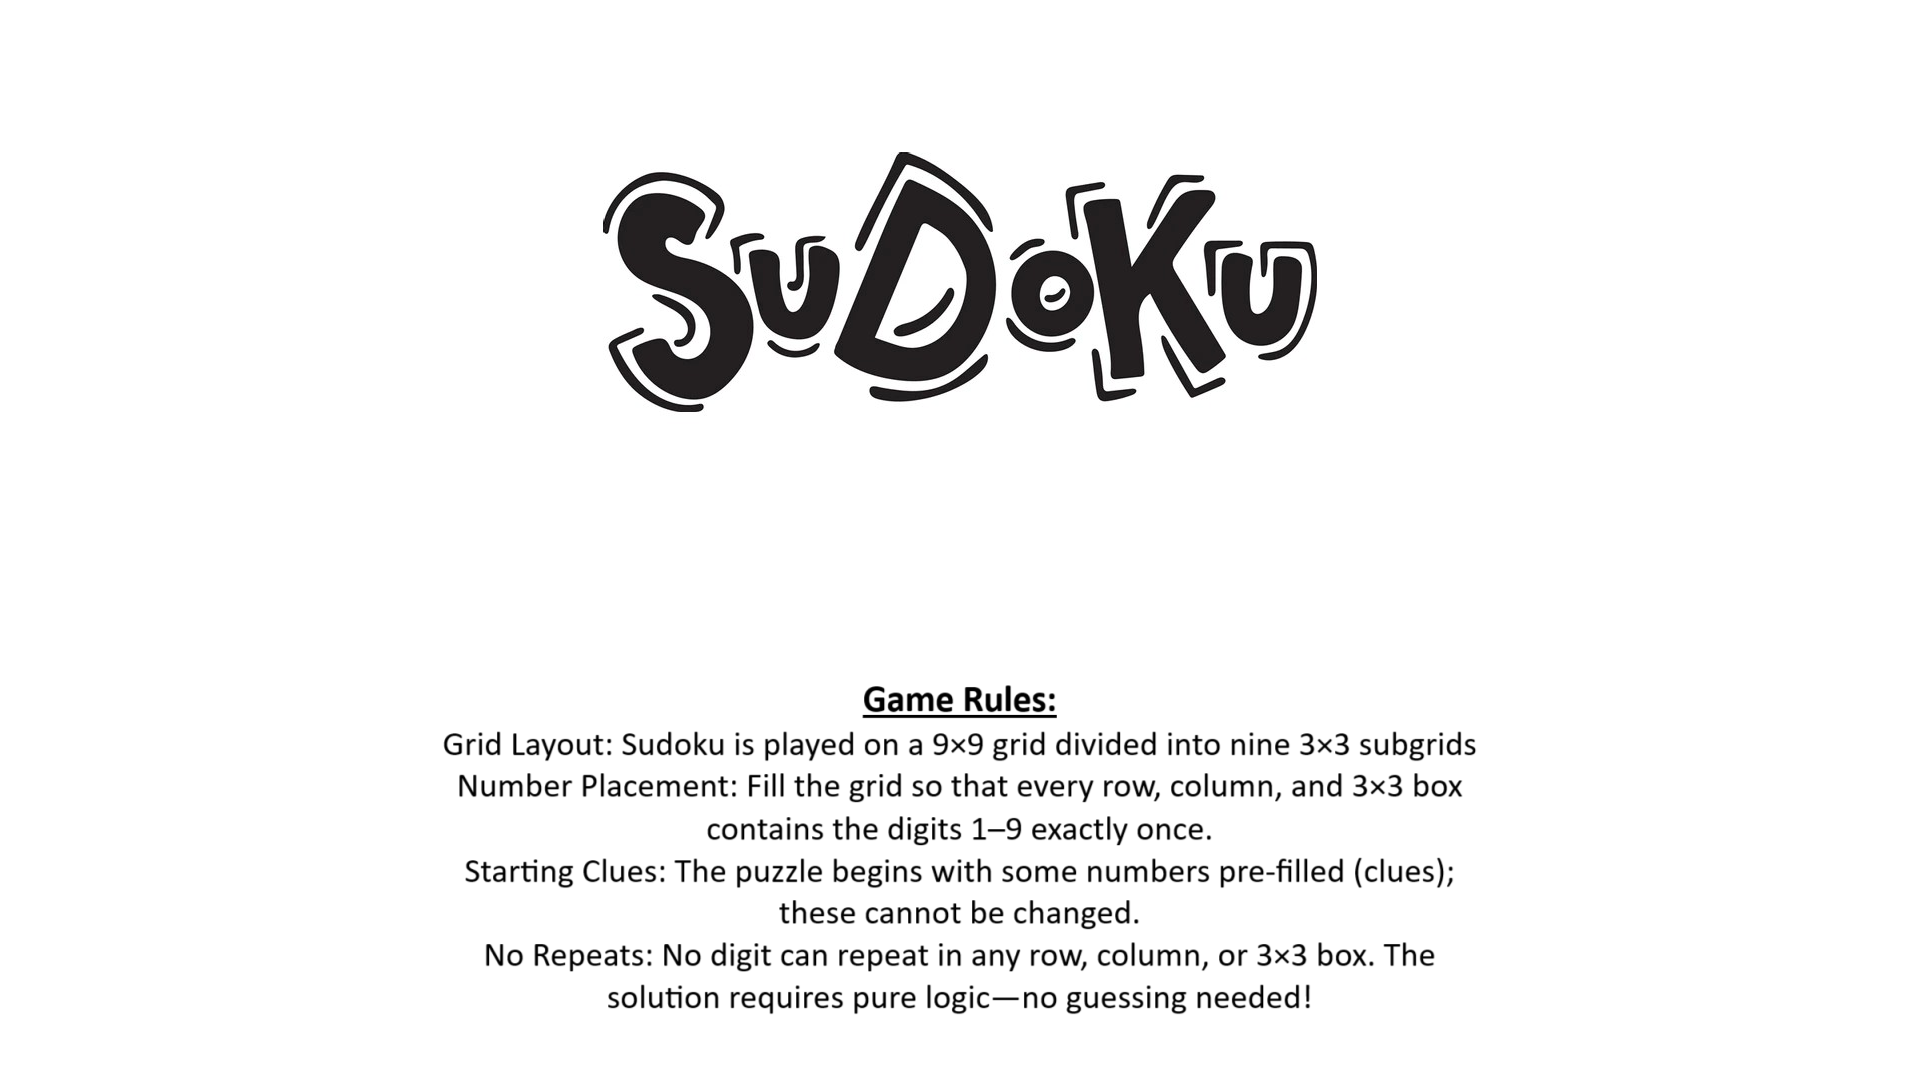 SuDoKu
Game Rules:
Grid Layout: Sudoku is played on a 9×9 grid divided into nine 3×3 subgrids
Number Placement: Fill the grid so that every row, column, and 3×3 box
contains the digits 1–9 exactly once.
Starting Clues: The puzzle begins with some numbers pre-filled (clues);
these cannot be changed.
No Repeats: No digit can repeat in any row, column, or 3×3 box. The
solution requires pure logic—no guessing needed!